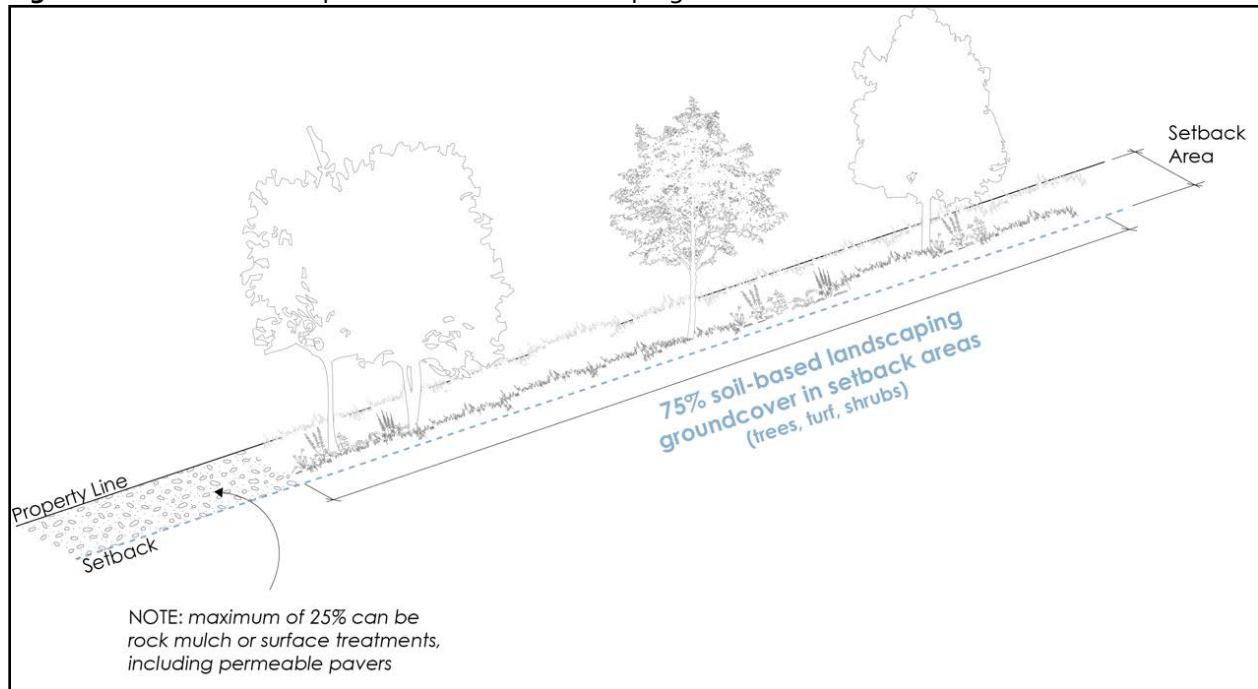 Setback
Area
75% soil-based landscaping
groundcover in setback areas
(trees, turf, shrubs)
Property Line
Setback
NOTE: maximum of 25% can be
rock mulch or surface treatments,
including permeable pavers